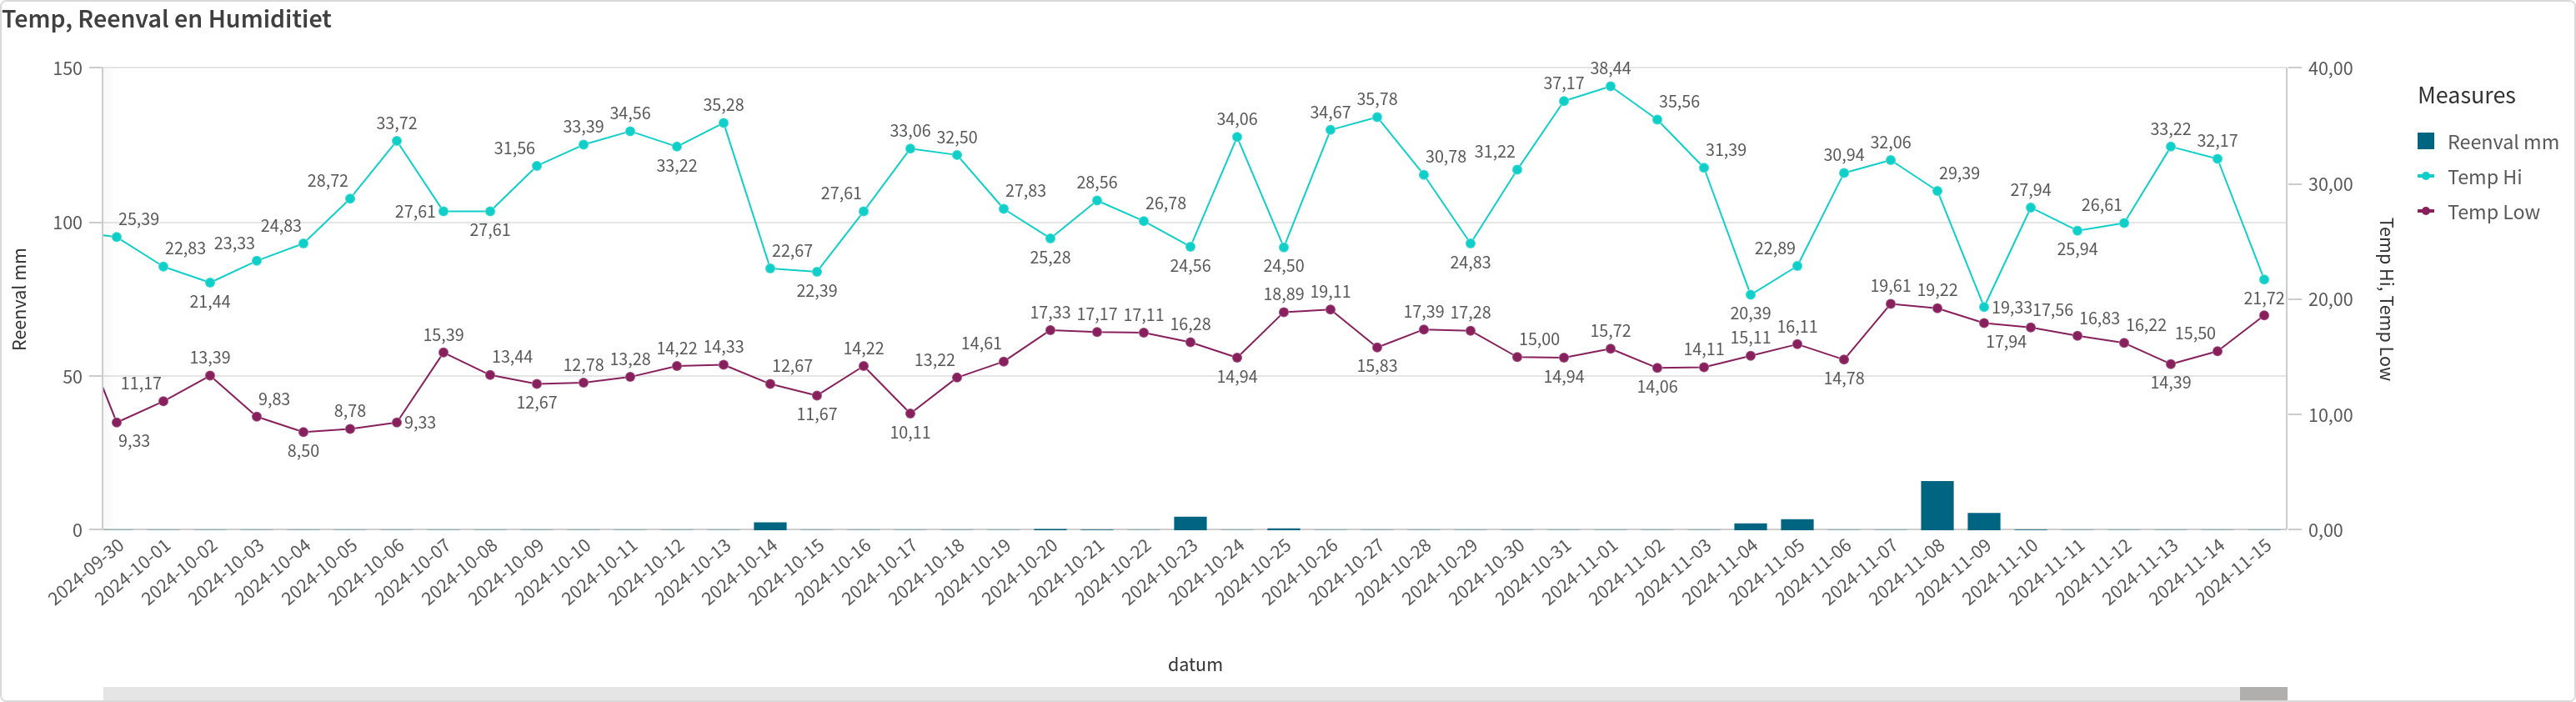 Temp, Reenval en Humiditiet
Reenval mm
150
100
50
0
25,39 22,83 21,44 23,33 24,83 28,72 33,72 27,61 27,61 31,56 33,39 34,56 33,22 35,28 22,67 22,39 27,61 33,06 32,50 27,83 25,28 28,56 26,78 24,56 34,06 24,50 34,67 35,78 30,78 24,83 31,22 37,17 38,44 35,56 31,39 20,39 22,89 30,94 32,06 29,39 19,33 27,94 25,94 26,61 33,22 32,17 21,72
9,33 11,17 13,39 9,83 8,50 8,78 9,33 15,39 13,44 12,67 12,78 13,28 14,22 14,33 12,67 11,67 14,22 10,11 13,22 14,61 17,33 17,17 17,11 16,28 14,94 18,89 19,11 15,83 17,39 17,28 15,00 14,94 15,72 14,06 14,11 15,11 16,11 14,78 19,61 19,22 17,94 17,56 16,83 16,22 14,39 15,50
40,00
30,00
20,00
10,00
0,00
Temp Hi, Temp Low
2024-09-30 2024-10-01 2024-10-02 2024-10-03 2024-10-04 2024-10-05 2024-10-06 2024-10-07 2024-10-08 2024-10-09 2024-10-10 2024-10-11 2024-10-12 2024-10-13 2024-10-14 2024-10-15 2024-10-16 2024-10-17 2024-10-18 2024-10-19 2024-10-20 2024-10-21 2024-10-22 2024-10-23 2024-10-24 2024-10-25 2024-10-26 2024-10-27 2024-10-28 2024-10-29 2024-10-30 2024-10-31 2024-11-01 2024-11-02 2024-11-03 2024-11-04 2024-11-05 2024-11-06 2024-11-07 2024-11-08 2024-11-09 2024-11-10 2024-11-11 2024-11-12 2024-11-13 2024-11-14 2024-11-15
datum
Measures
Reenval mm
Temp Hi
Temp Low